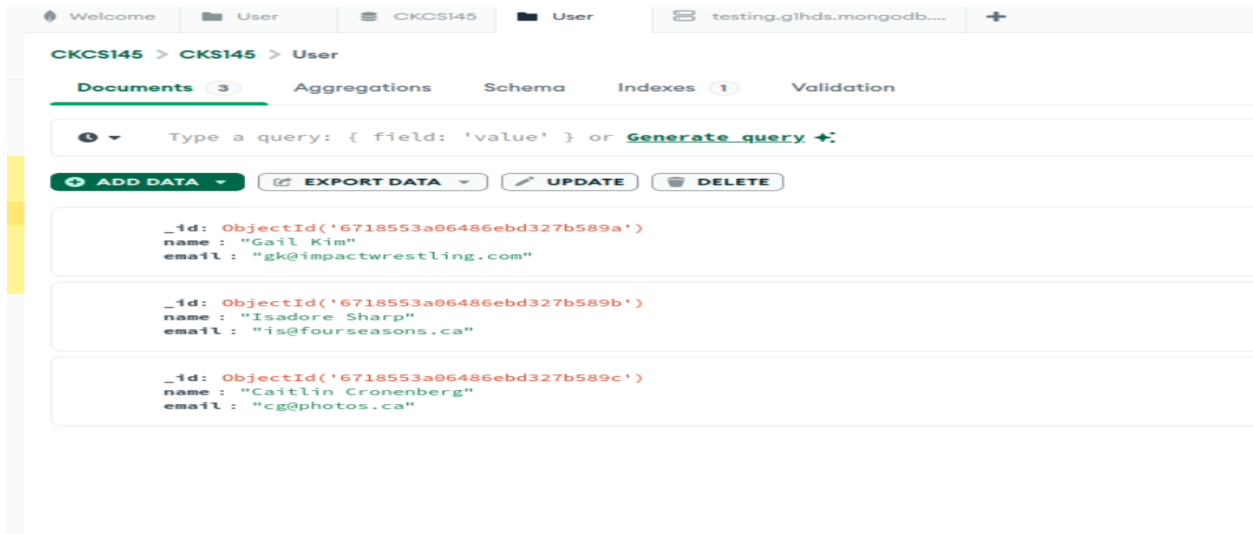 Welcome User CKCS145 User testing.g1hds.mongodb.... +
CKCS145 > CKS145 > User
Documents 3 Aggregations Schema Indexes 1 Validation
Type a query: { field: 'value' } or Generate query
ADD DATA EXPORT DATA UPDATE DELETE
_id: ObjectId('6718553a06486ebd327b589a')
name : "Gail Kim"
email : "gk@impactwrestling.com"
_id: ObjectId('6718553a06486ebd327b589b')
name : "Isadore Sharp"
email : "is@fourseasons.ca"
_id: ObjectId('6718553a06486ebd327b589c')
name : "Caitlin Cronenberg"
email : "cg@photos.ca"